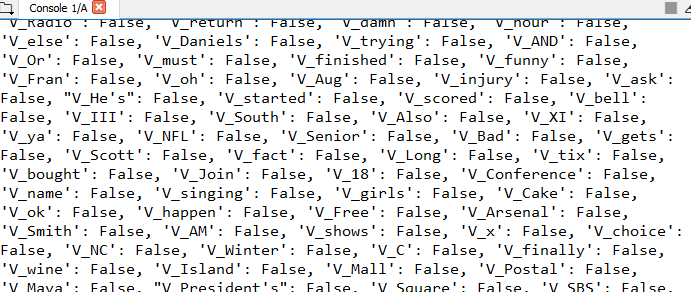 Console 1/A
'V_Radio': False, 'V_return': False, 'V_damn': False, 'V_hour': False,
'V_else': False, 'V_Daniels': False, 'V_trying': False, 'V_AND': False,
'V_Or': False, 'V_must': False, 'V_finished': False, 'V_funny': False,
'V_Fran': False, 'V_oh': False, 'V_Aug': False, 'V_injury': False, 'V_ask':
False, "V_He's": False, 'V_started': False, 'V_scored': False, 'V_bell':
False, 'V_III': False, 'V_South': False, 'V_Also': False, 'V_XI': False,
'V_ya': False, 'V_NFL': False, 'V_Senior': False, 'V_Bad': False, 'V_gets':
False, 'V_Scott': False, 'V_fact': False, 'V_Long': False, 'V_tix': False,
'V_bought': False, 'V_Join': False, 'V_18': False, 'V_Conference': False,
'V_name': False, 'V_singing': False, 'V_girls': False, 'V_Cake': False,
'V_ok': False, 'V_happen': False, 'V_Free': False, 'V_Arsenal': False,
'V_Smith': False, 'V_AM': False, 'V_shows': False, 'V_x': False, 'V_choice':
False, 'V_NC': False, 'V_Winter': False, 'V_C': False, 'V_finally': False,
'V_wine': False, 'V_Island': False, 'V_Mall': False, 'V_Postal': False,
'V_Maya': False, "V_President's": False, 'V_Square': False, 'V_SBS': False,